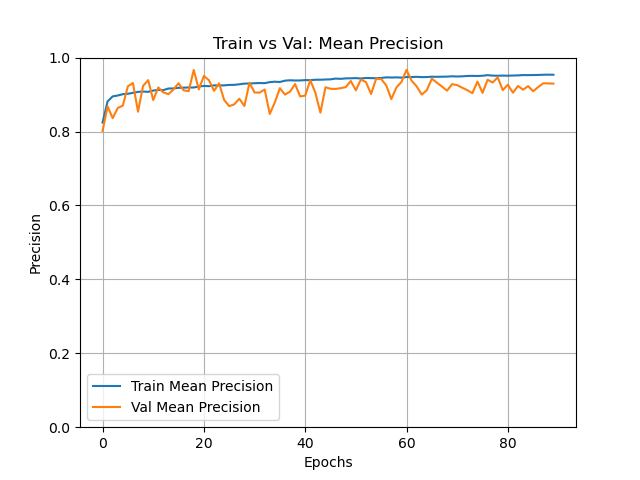 Train vs Val: Mean Precision
1.0
0.8
0.6
0.4
0.2
0.0
Precision
Train Mean Precision
Val Mean Precision
0 20 40 60 80
Epochs